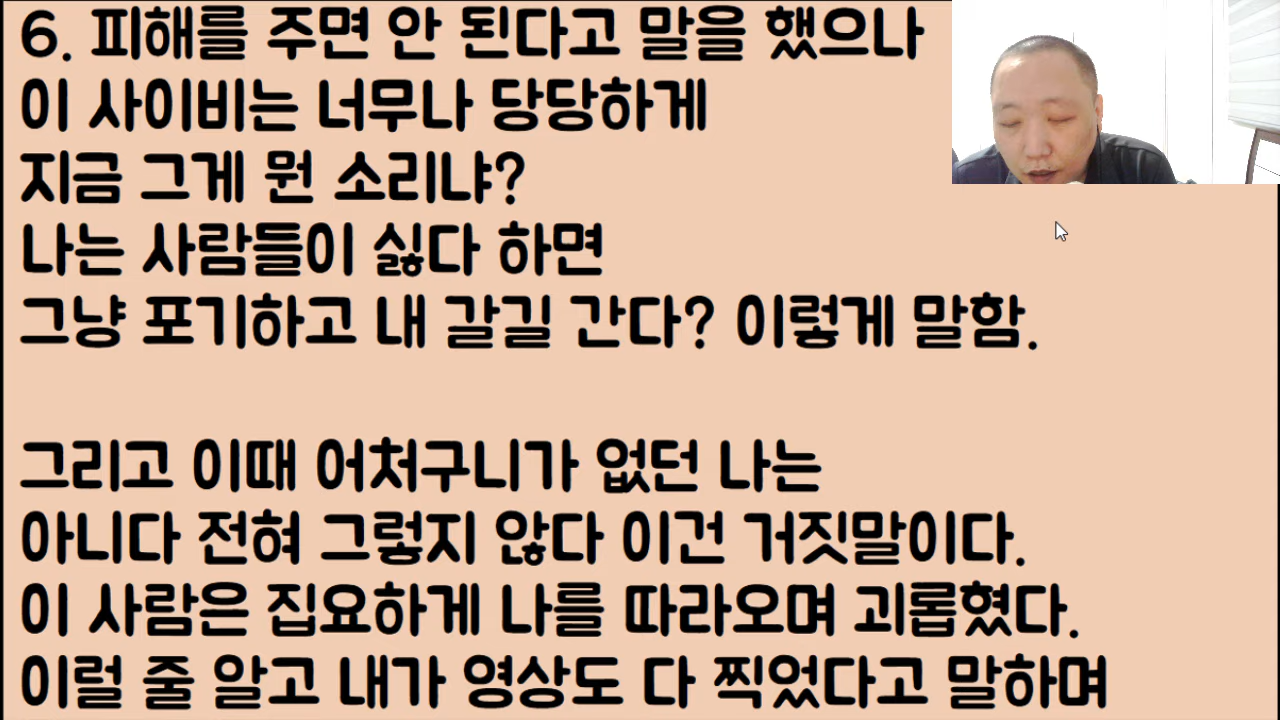 6. 피해를 주면 안 된다고 말을 했으나
이 사이비는 너무나 당당하게
지금 그게 뭔 소리냐?
나는 사람들이 싫다 하면
그냥 포기하고 내 갈길 간다? 이렇게 말함.
그리고 이때 어처구니가 없던 나는
아니다 전혀 그렇지 않다 이건 거짓말이다.
이 사람은 집요하게 나를 따라오며 괴롭혔다.
이럴 줄 알고 내가 영상도 다 찍었다고 말하며